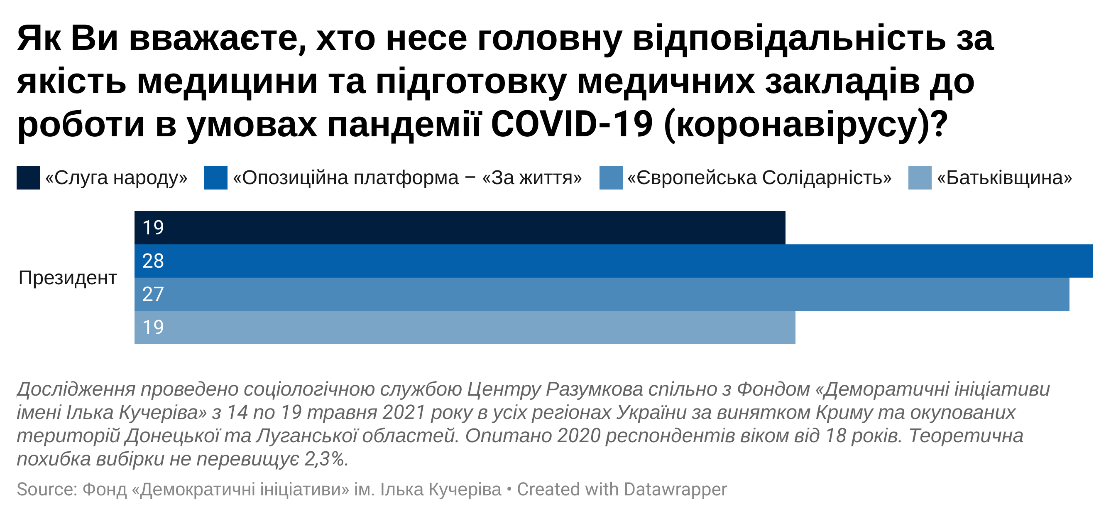 Як Ви вважаєте, хто несе головну відповідальність за
якість медицини та підготовку медичних закладів до
роботи в умовах пандемії COVID-19 (коронавірусу)?
«Слуга народу» «Опозиційна платформа – «За життя» «Європейська Солідарність» «Батьківщина»
19
28
Президент
27
19
Дослідження проведено соціологічною службою Центру Разумкова спільно з Фондом «Деморатичні ініціативи
імені Ілька Кучеріва» з 14 по 19 травня 2021 року в усіх регіонах України за винятком Криму та окупованих
територій Донецької та Луганської областей. Опитано 2020 респондентів віком від 18 років. Теоретична
похибка вибірки не перевищує 2,3%.
Source: Фонд «Демократичні ініціативи» ім. Ілька Кучеріва • Created with Datawrapper